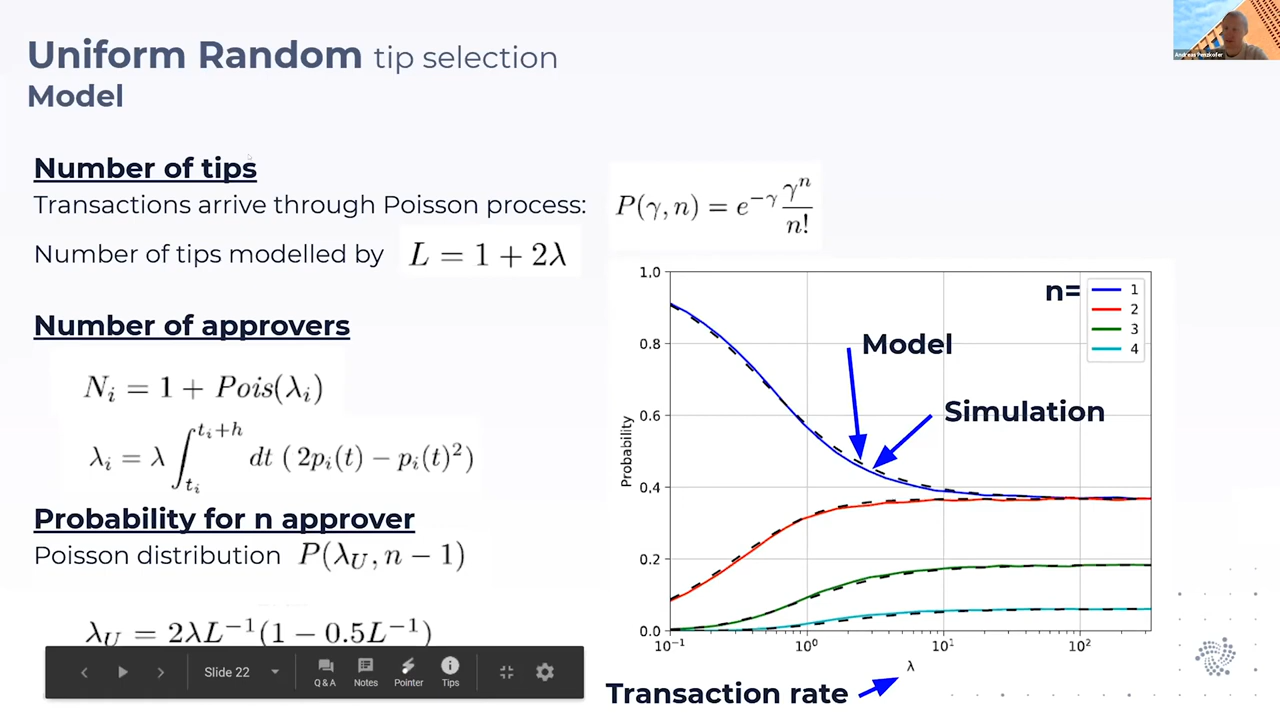 Uniform Random tip selection
Model
Andreas Penzkofer
Number of tips
Transactions arrive through Poisson process:
P(γ, n) = e^{−γ} γ^n / n!
Number of tips modelled by L = 1 + 2λ
Number of approvers
N_i = 1 + Pois(λ_i)
λ_i = λ ∫_{t_i}^{t_i+h} dt ( 2p_i(t) − p_i(t)^2)
Probability for n approver
Poisson distribution P(λ_U, n − 1)
λ_U = 2λL^{−1}(1 − 0.5L^{−1})
1.0
0.8
0.6
0.4
0.2
0.0
Probability
n=
1
2
3
4
Model
Simulation
10^{−1}
10^0
10^1
10^2
λ
Transaction rate
Slide 22
Q&A
Notes
Pointer
Tips